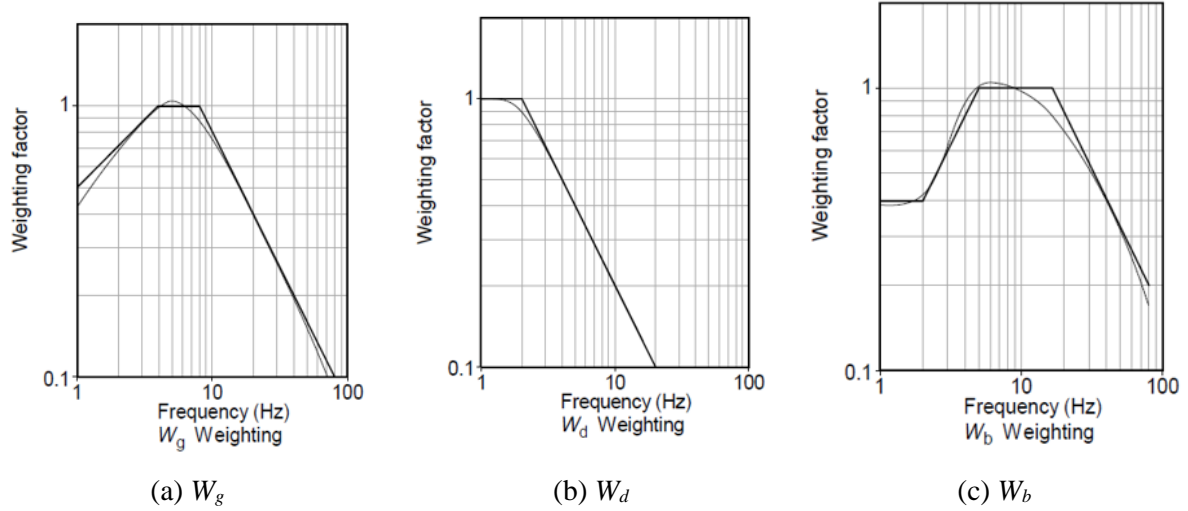 Weighting factor
1
0.1
1
10
100
Frequency (Hz)
Wg Weighting
(a) Wg
Weighting factor
1
0.1
1
10
100
Frequency (Hz)
Wd Weighting
(b) Wd
Weighting factor
1
0.1
1
10
100
Frequency (Hz)
Wb Weighting
(c) Wb